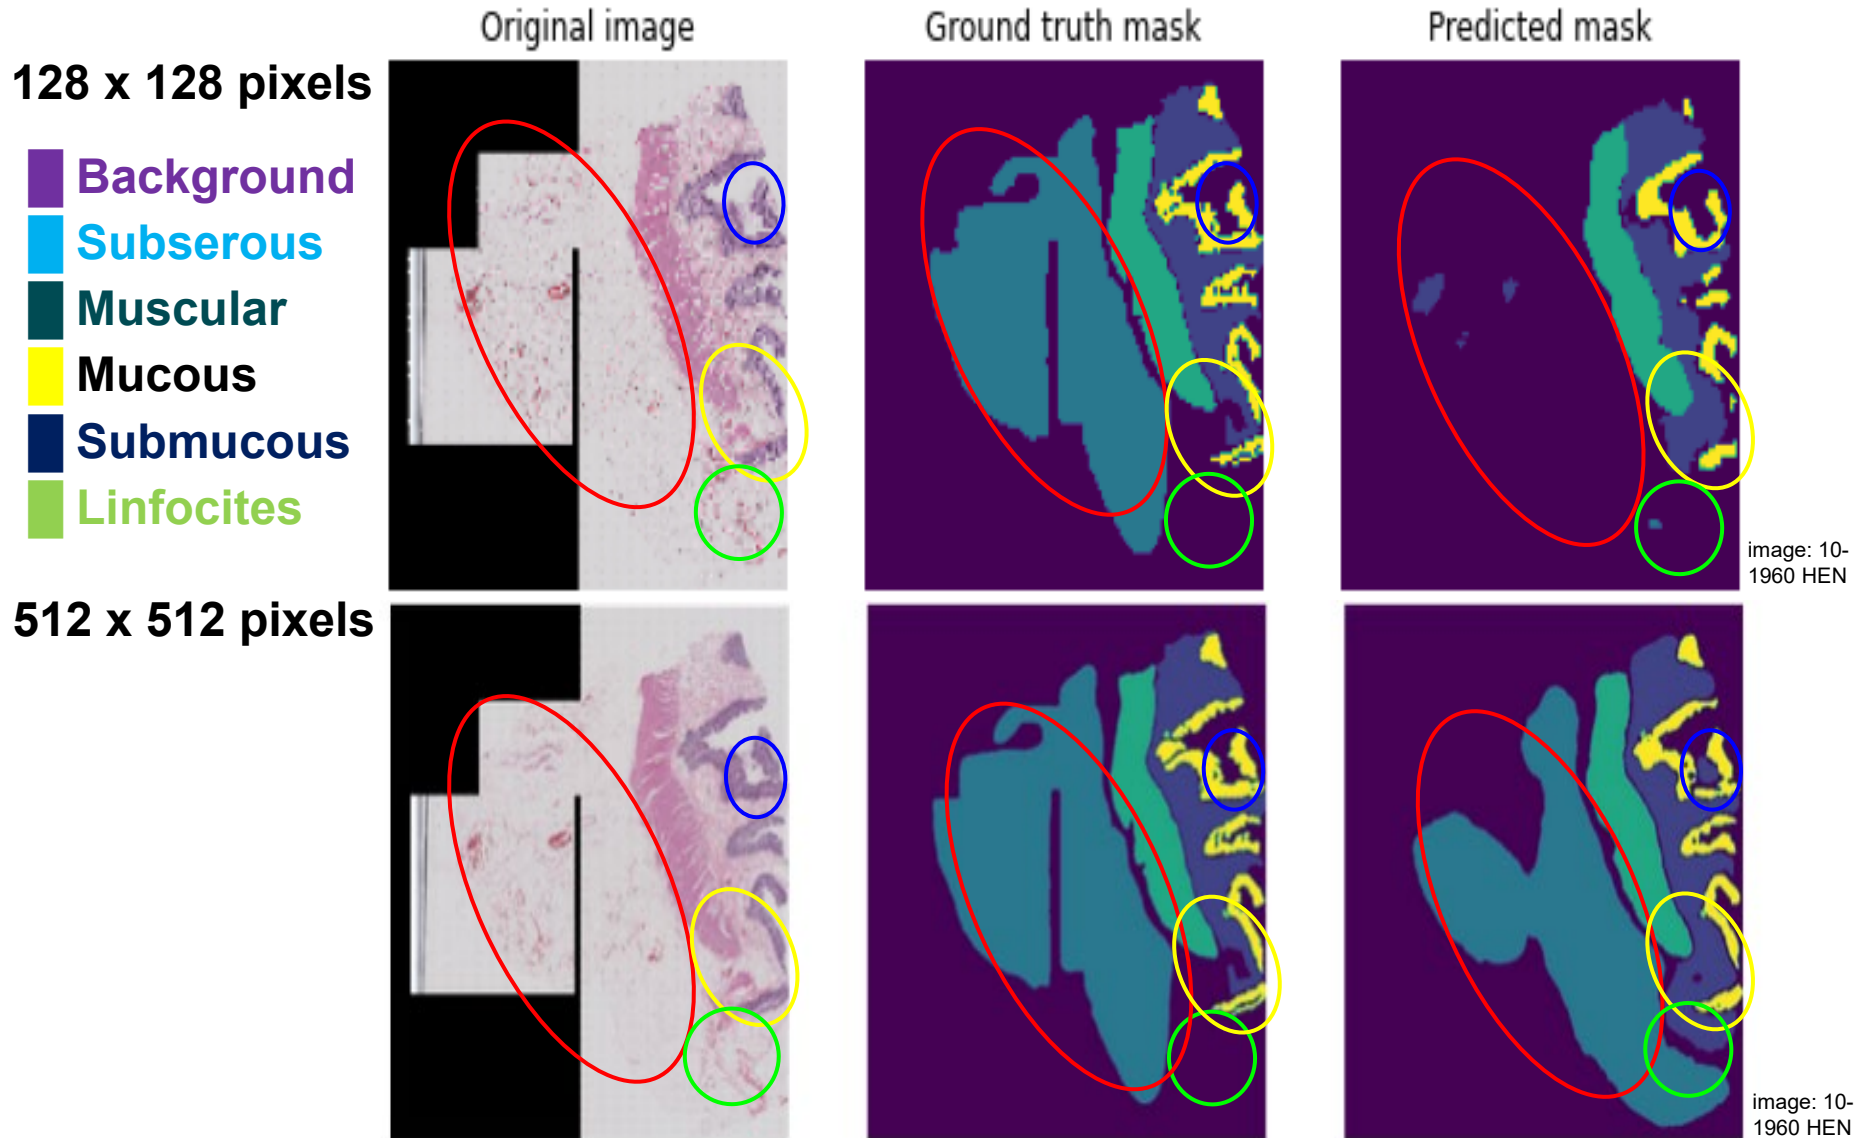 Original image
Ground truth mask
Predicted mask
128 x 128 pixels
Background
Subserous
Muscular
Mucous
Submucous
Linfocites
image: 10-
1960 HEN
512 x 512 pixels
image: 10-
1960 HEN